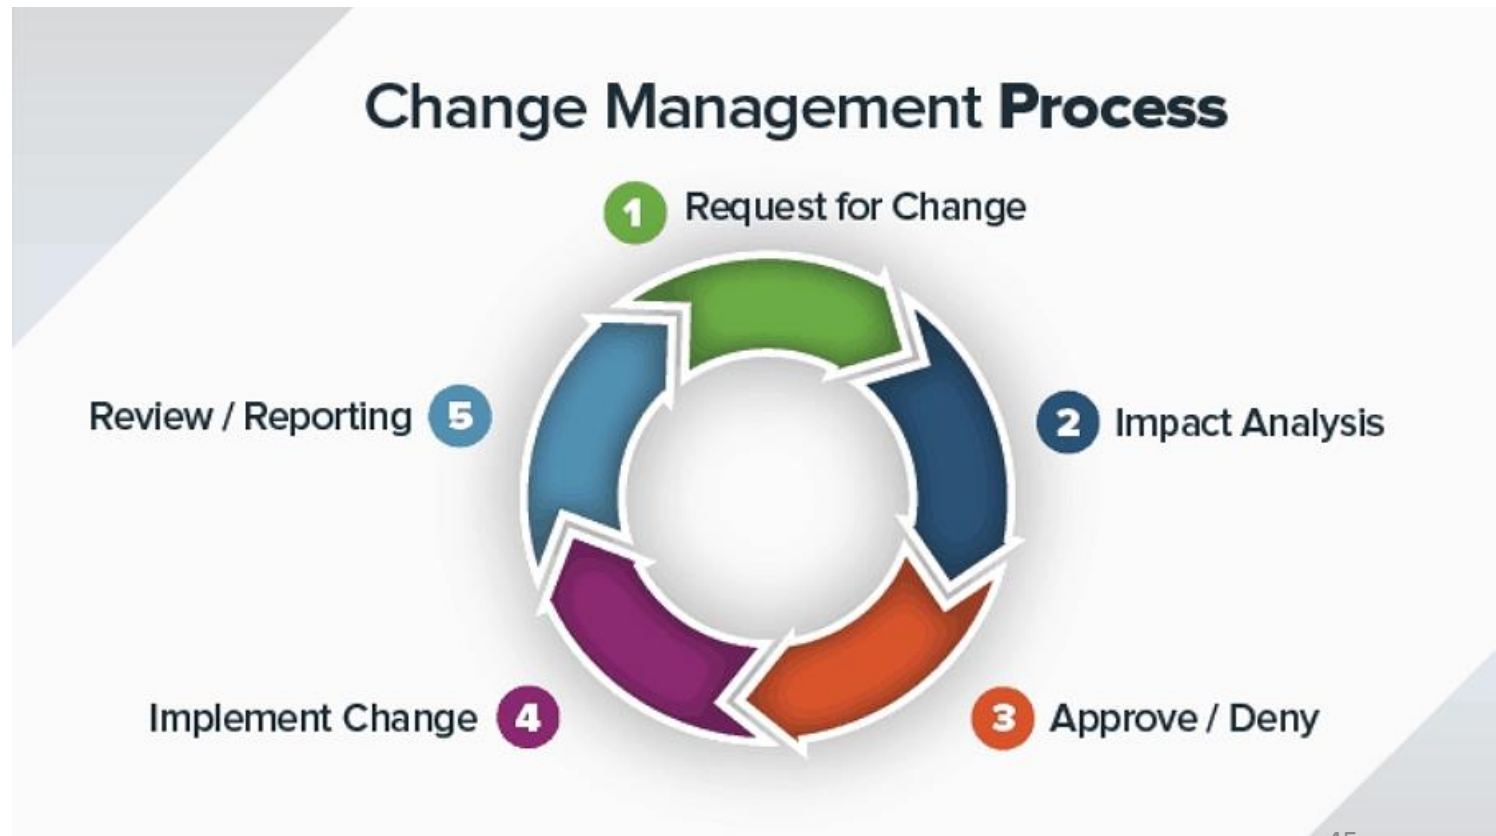 Change Management Process
1 Request for Change
2 Impact Analysis
3 Approve / Deny
4 Implement Change
5 Review / Reporting